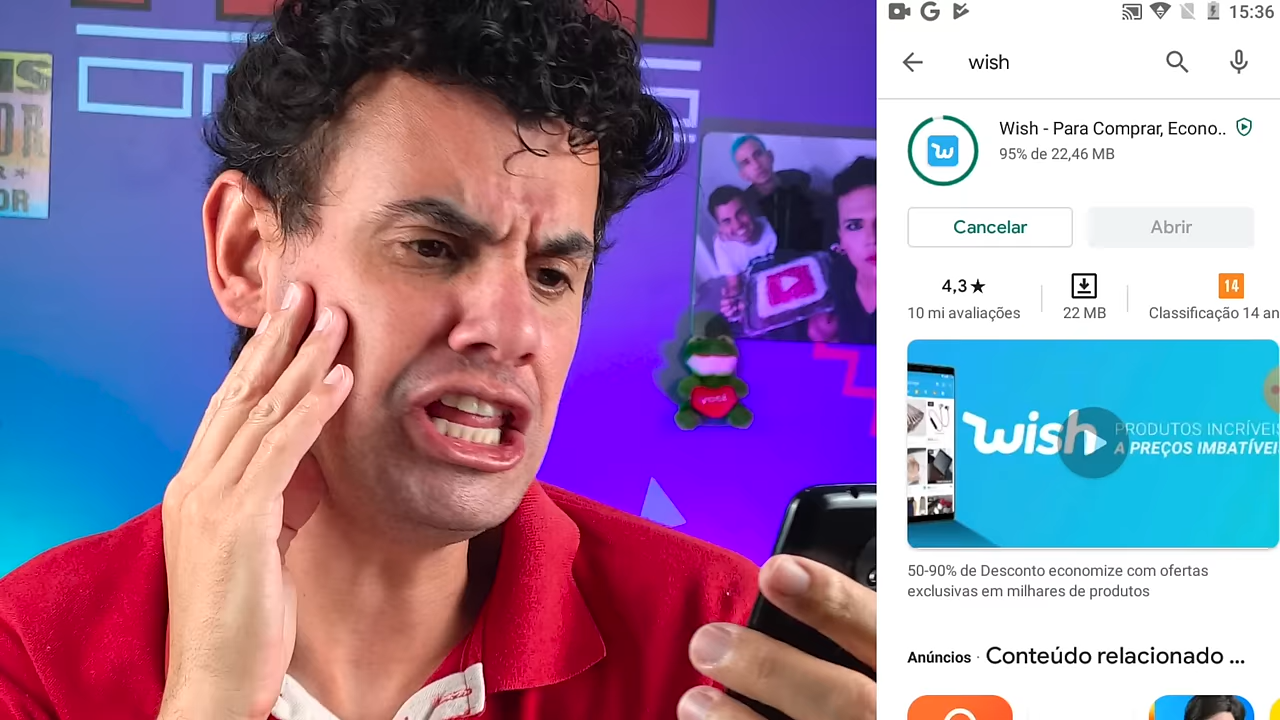 15:36
wish
Wish - Para Comprar, Econo..
95% de 22,46 MB
Cancelar
Abrir
4,3★
10 mi avaliações
22 MB
14
Classificação 14 an
wish
PRODUTOS INCRÍVEIS
A PREÇOS IMBATÍVEI
50-90% de Desconto economize com ofertas
exclusivas em milhares de produtos
Anúncios · Conteúdo relacionado ...